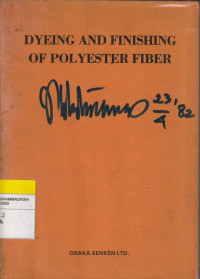 DYEING AND FINISHING
OF POLYESTER FIBER
23/4 '82
OSAKA SENKEN LTD.